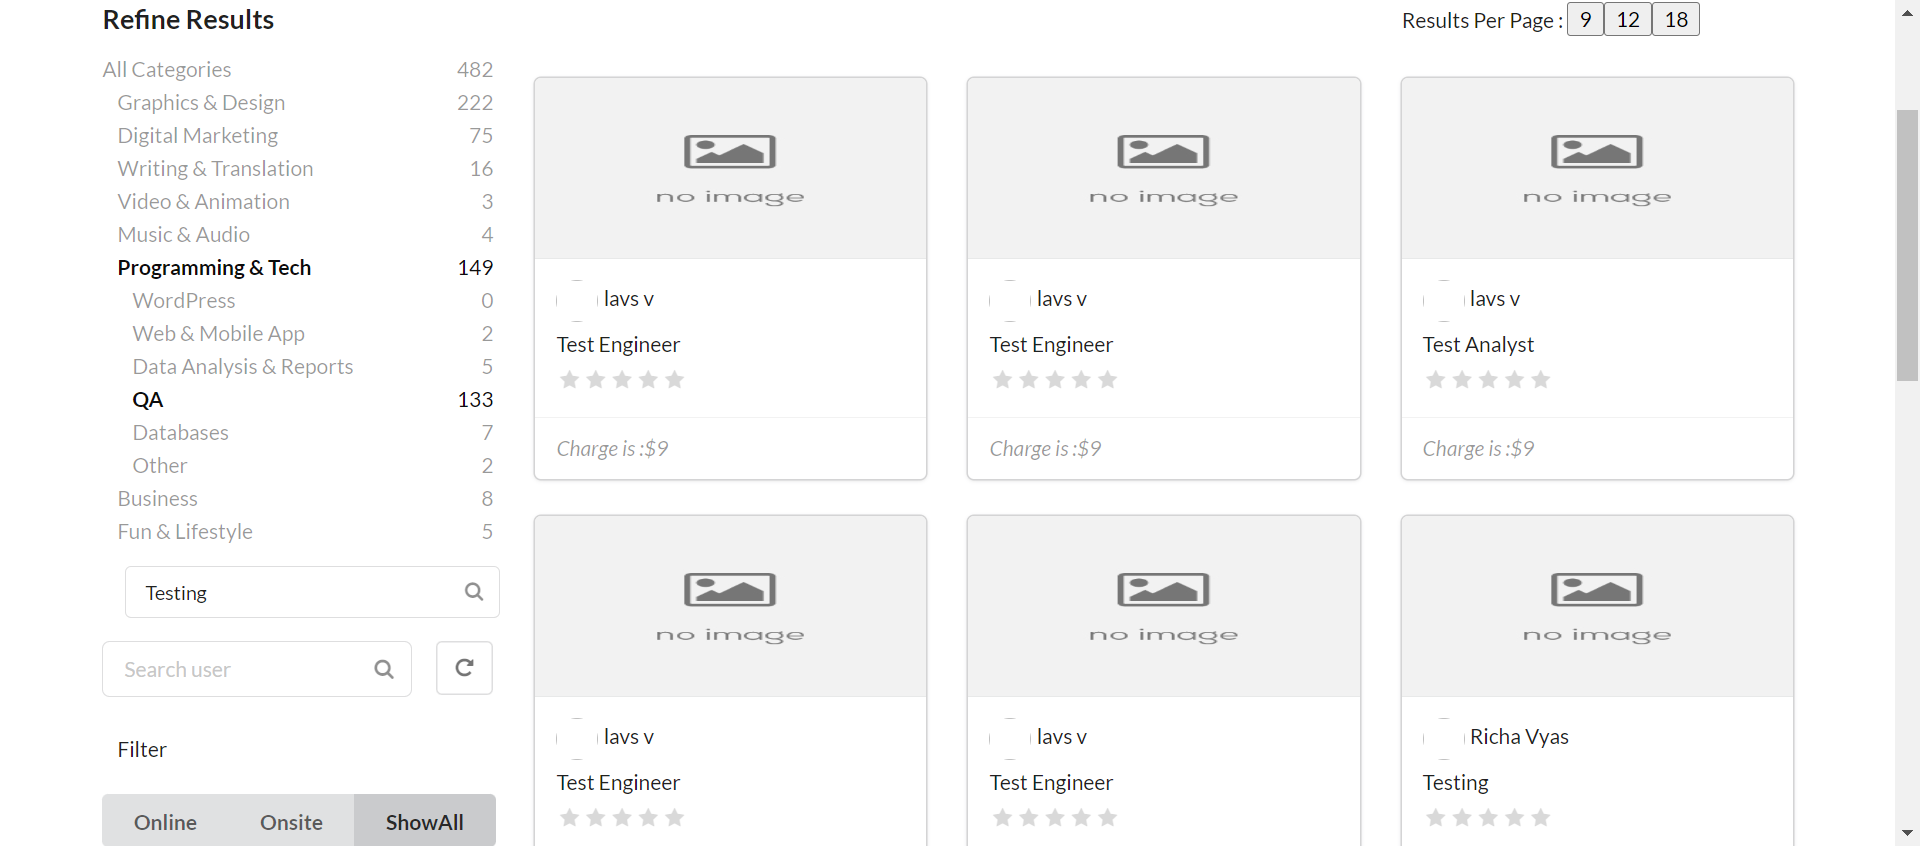 Refine Results
Results Per Page : 9 12 18
All Categories 482
Graphics & Design 222
Digital Marketing 75
Writing & Translation 16
Video & Animation 3
Music & Audio 4
Programming & Tech 149
WordPress 0
Web & Mobile App 2
Data Analysis & Reports 5
QA 133
Databases 7
Other 2
Business 8
Fun & Lifestyle 5
Testing
Search user
Filter
Online Onsite ShowAll
no image
lavs v
Test Engineer
Charge is :$9
no image
lavs v
Test Engineer
Charge is :$9
no image
lavs v
Test Analyst
Charge is :$9
no image
lavs v
Test Engineer
no image
lavs v
Test Engineer
no image
Richa Vyas
Testing